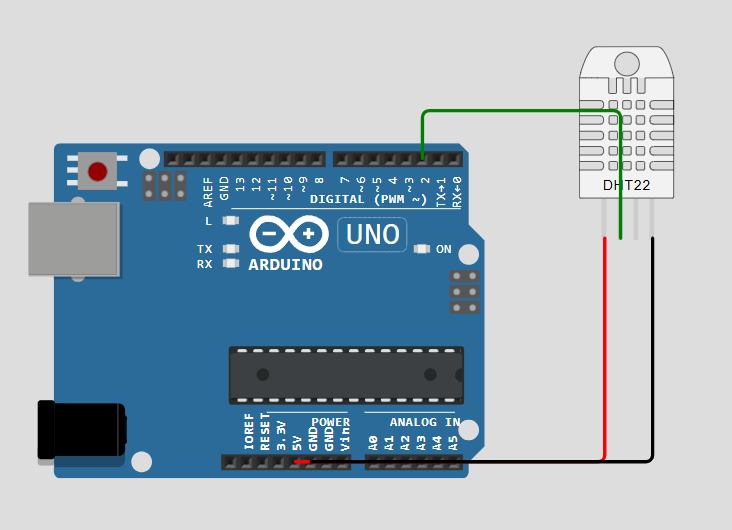 DHT22
AREF
GND
13
12
~11
~10
~9
8
7
~6
~5
4
~3
2
TX→1
RX←0
DIGITAL (PWM ~)
L
TX
RX
UNO
ON
ARDUINO
POWER
ANALOG IN
IOREF
RESET
3.3V
5V
GND
GND
Vin
A0
A1
A2
A3
A4
A5